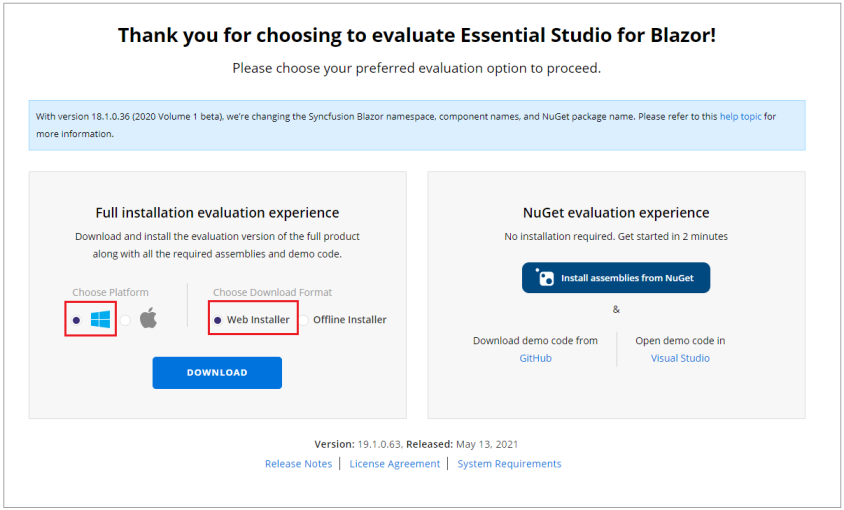 Thank you for choosing to evaluate Essential Studio for Blazor!
Please choose your preferred evaluation option to proceed.
With version 18.1.0.36 (2020 Volume 1 beta), we're changing the Syncfusion Blazor namespace, component names, and NuGet package name. Please refer to this help topic for
more information.
Full installation evaluation experience
Download and install the evaluation version of the full product
along with all the required assemblies and demo code.
Choose Platform
Choose Download Format
Web Installer
Offline Installer
DOWNLOAD
NuGet evaluation experience
No installation required. Get started in 2 minutes
Install assemblies from NuGet
&
Download demo code from
GitHub
Open demo code in
Visual Studio
Version: 19.1.0.63, Released: May 13, 2021
Release Notes | License Agreement | System Requirements